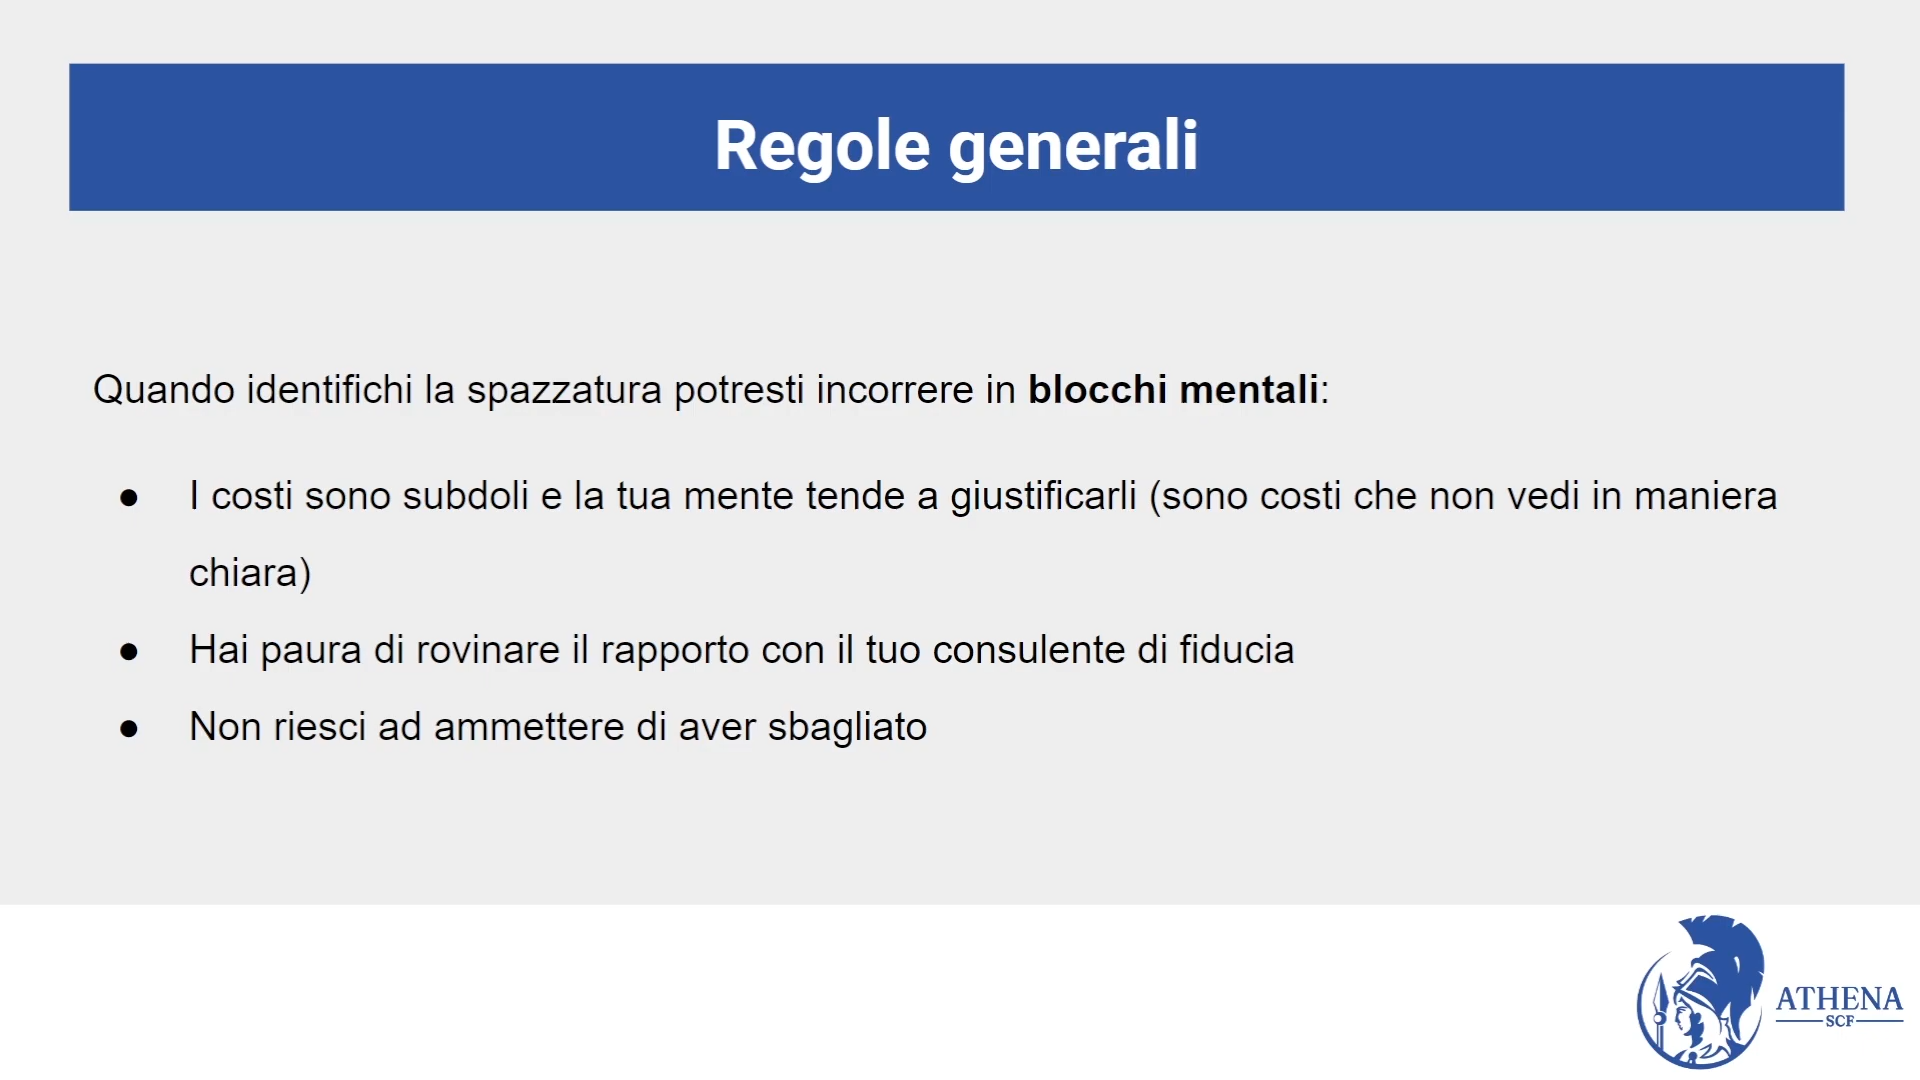 Regole generali
Quando identifichi la spazzatura potresti incorrere in blocchi mentali:
● I costi sono subdoli e la tua mente tende a giustificarli (sono costi che non vedi in maniera
chiara)
● Hai paura di rovinare il rapporto con il tuo consulente di fiducia
● Non riesci ad ammettere di aver sbagliato
ATHENA
SCF